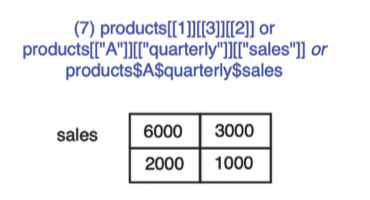 (7) products[[1]][[3]][[2]] or
products[["A"]][["quarterly"]][["sales"]] or
products$A$quarterly$sales
sales 6000 3000
2000 1000